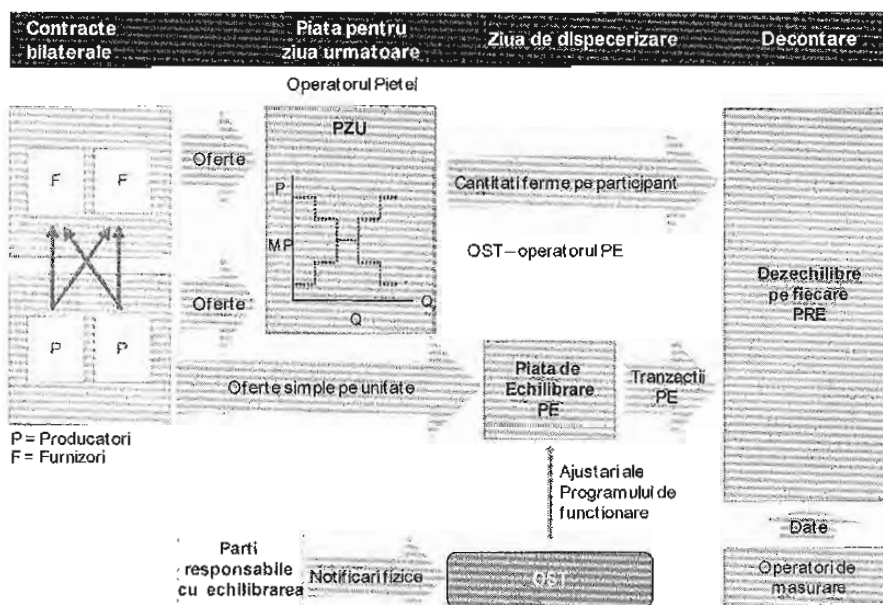 Contracte
bilaterale
Piata pentru
ziua urmatoare
Ziua de dispecerizare
Decontare
Operatorul Pietei
PZU
F
F
Oferte
P
MP
Q
Q
Cantitati ferme pe participant
OST–operatorul PE
Oferte
Dezechilibre
pe fiecare
PRE
P
P
Oferte simple pe unitate
Piata de
Echilibrare
PE
Tranzactii
PE
P = Producatori
F = Furnizori
Ajustari ale
Programului de
functionare
Date
Parti
responsabile
cu echilibrarea
Notificari fizice
OST
Operatori de
masurare